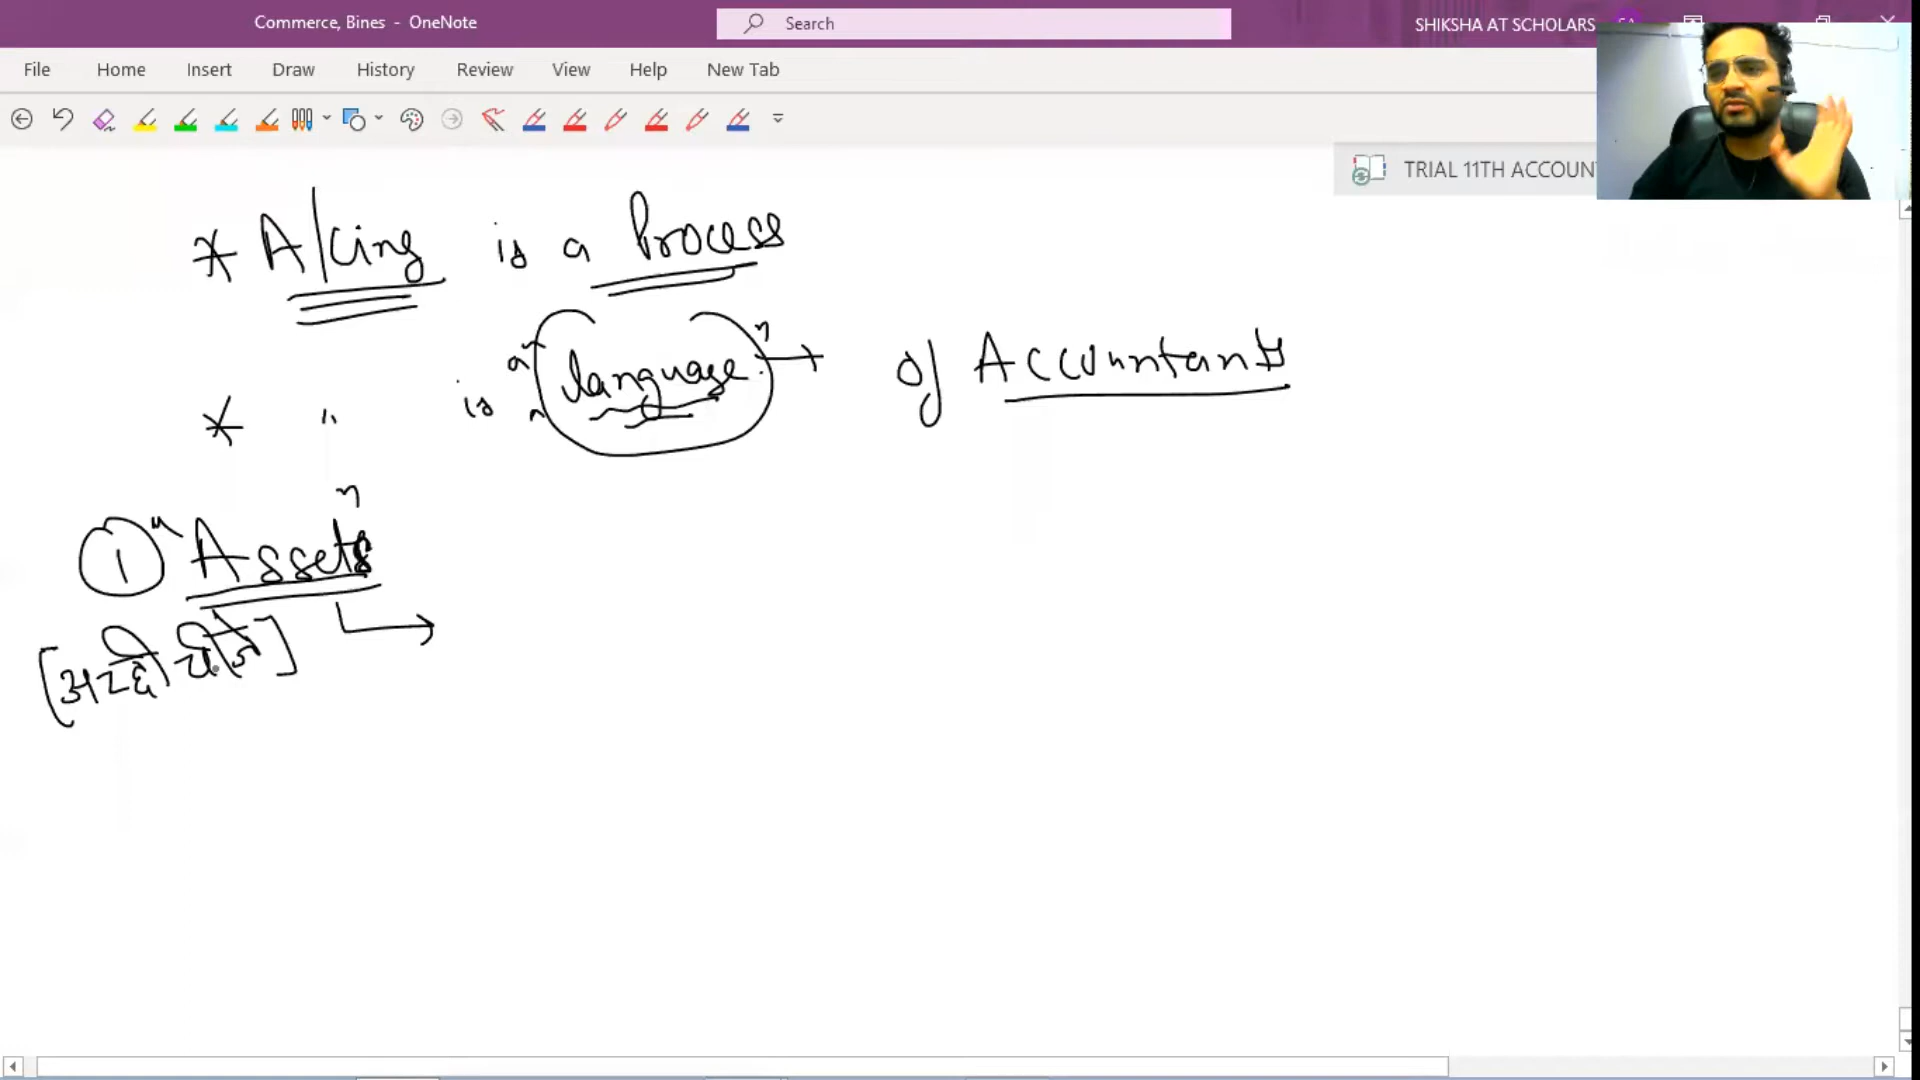 Commerce, Bines - OneNote
Search
SHIKSHA AT SCHOLARS
File Home Insert Draw History Review View Help New Tab
TRIAL 11TH ACCOUN
* A/cing is a Process
* " is a "language" → of Accountants
① "Assets"
[अच्छी चीजें]